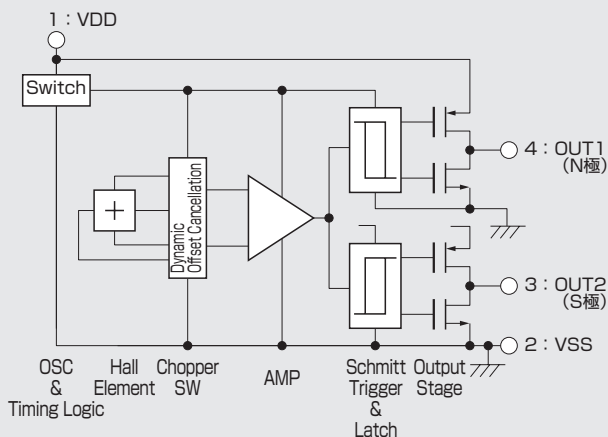 1：VDD
Switch
4：OUT1
(N極)
Dynamic
Offset Cancellation
3：OUT2
(S極)
2：VSS
OSC
&
Timing Logic
Hall
Element
Chopper
SW
AMP
Schmitt
Trigger
&
Latch
Output
Stage